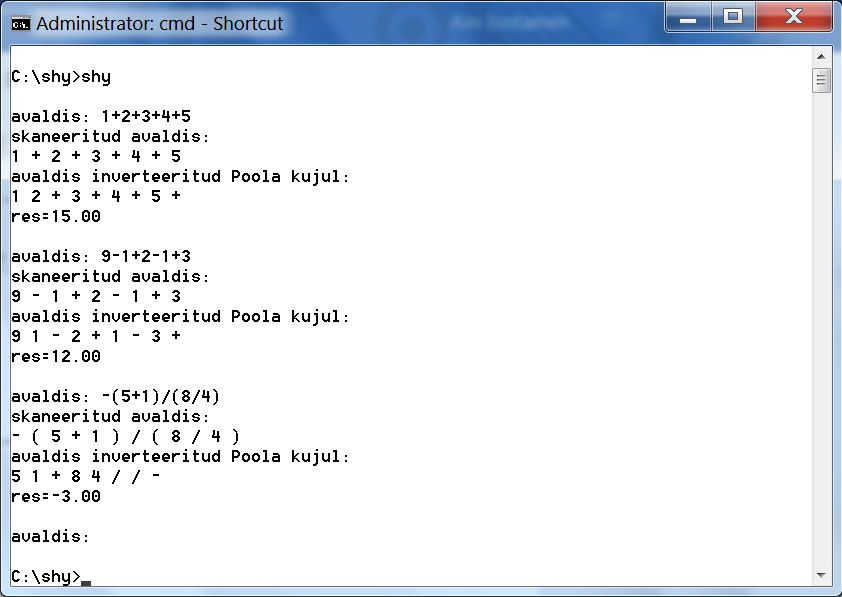 Administrator: cmd - Shortcut
C:\shy>shy
avaldis: 1+2+3+4+5
skaneeritud avaldis:
1 + 2 + 3 + 4 + 5
avaldis inverteeritud Poola kujul:
1 2 + 3 + 4 + 5 +
res=15.00
avaldis: 9-1+2-1+3
skaneeritud avaldis:
9 - 1 + 2 - 1 + 3
avaldis inverteeritud Poola kujul:
9 1 - 2 + 1 - 3 +
res=12.00
avaldis: -(5+1)/(8/4)
skaneeritud avaldis:
- ( 5 + 1 ) / ( 8 / 4 )
avaldis inverteeritud Poola kujul:
5 1 + 8 4 / / -
res=-3.00
avaldis:
C:\shy>_